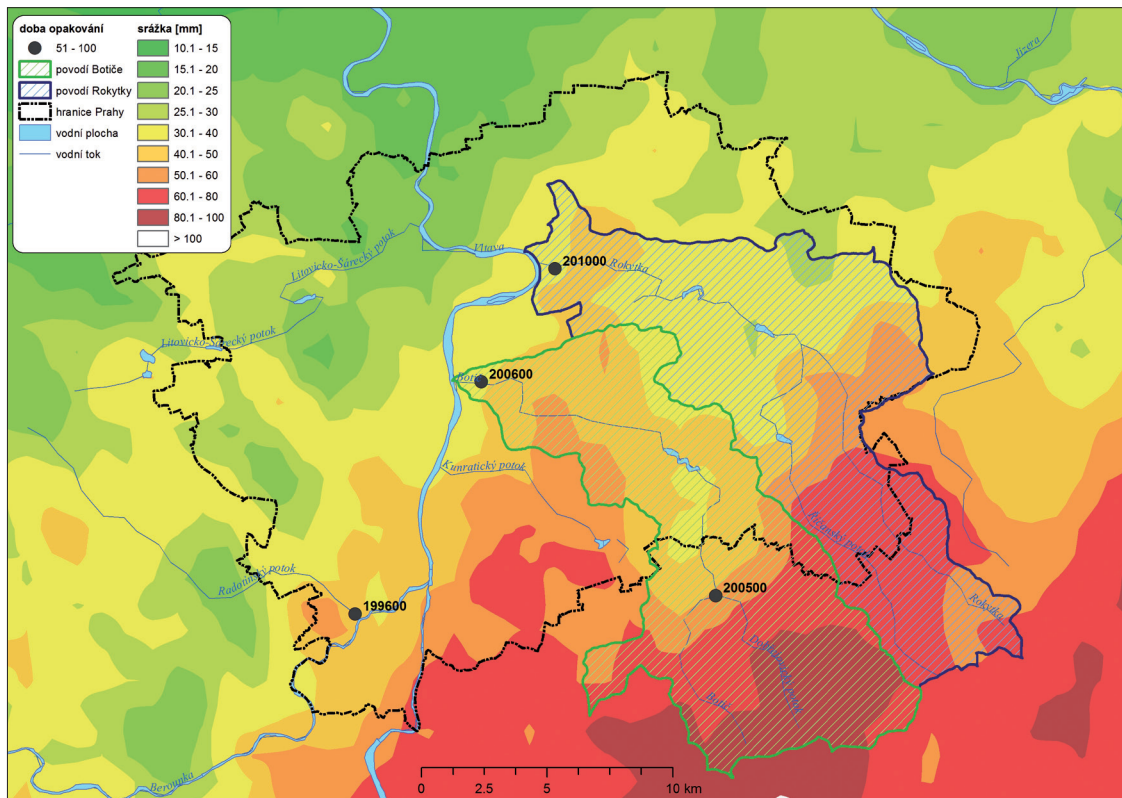 doba opakování
51 - 100
povodí Botiče
povodí Rokytky
hranice Prahy
vodní plocha
vodní tok
srážka [mm]
10.1 - 15
15.1 - 20
20.1 - 25
25.1 - 30
30.1 - 40
40.1 - 50
50.1 - 60
60.1 - 80
80.1 - 100
> 100
Jizera
Litovicko-Šárecký potok
Vltava
201000
Rokytka
Litovicko-Šárecký potok
200600
Kunratický potok
Říčanský potok
Radotínský potok
199600
200500
Rokytka
Berounka
0
2.5
5
10 km